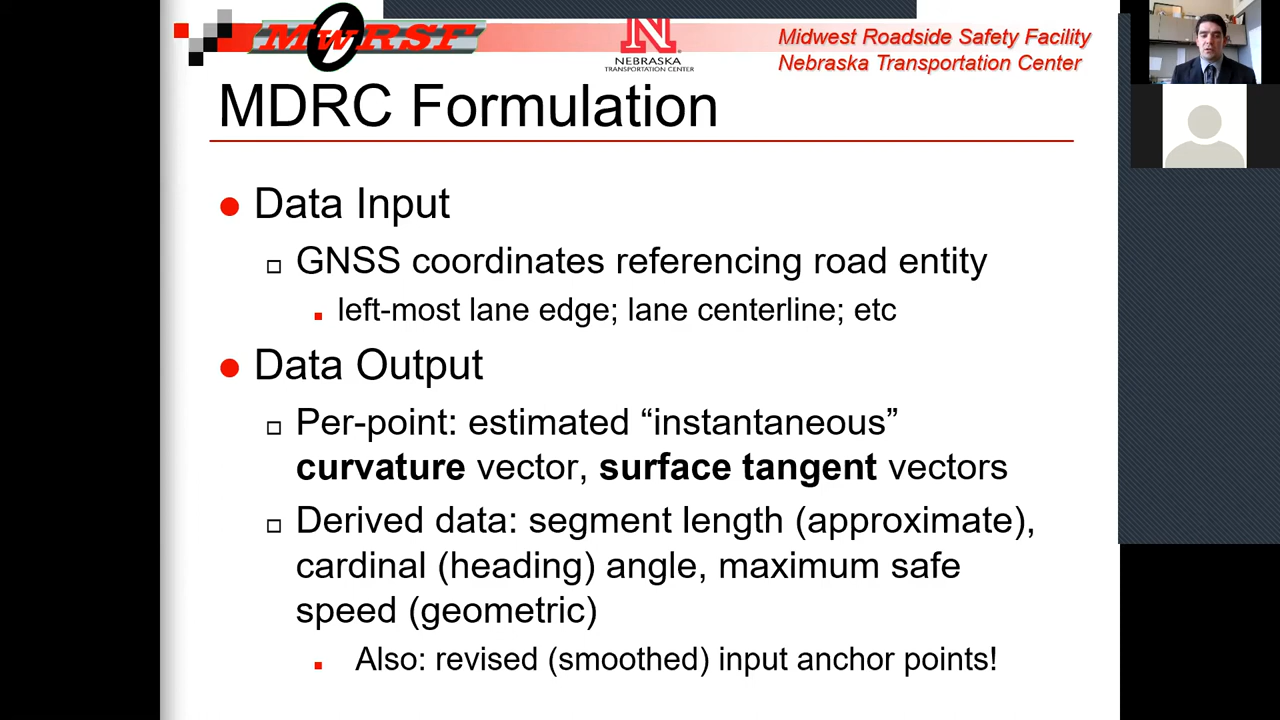 MwRSF
N
NEBRASKA
TRANSPORTATION CENTER
Midwest Roadside Safety Facility
Nebraska Transportation Center
MDRC Formulation
Data Input
GNSS coordinates referencing road entity
left-most lane edge; lane centerline; etc
Data Output
Per-point: estimated “instantaneous”
curvature vector, surface tangent vectors
Derived data: segment length (approximate),
cardinal (heading) angle, maximum safe
speed (geometric)
Also: revised (smoothed) input anchor points!